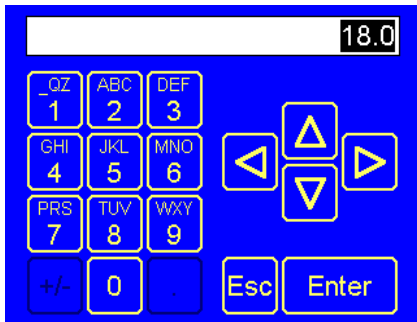 18.0
_QZ ABC DEF
1 2 3
GHI JKL MNO
4 5 6
PRS TUV WXY
7 8 9
+/- 0 .
Esc Enter